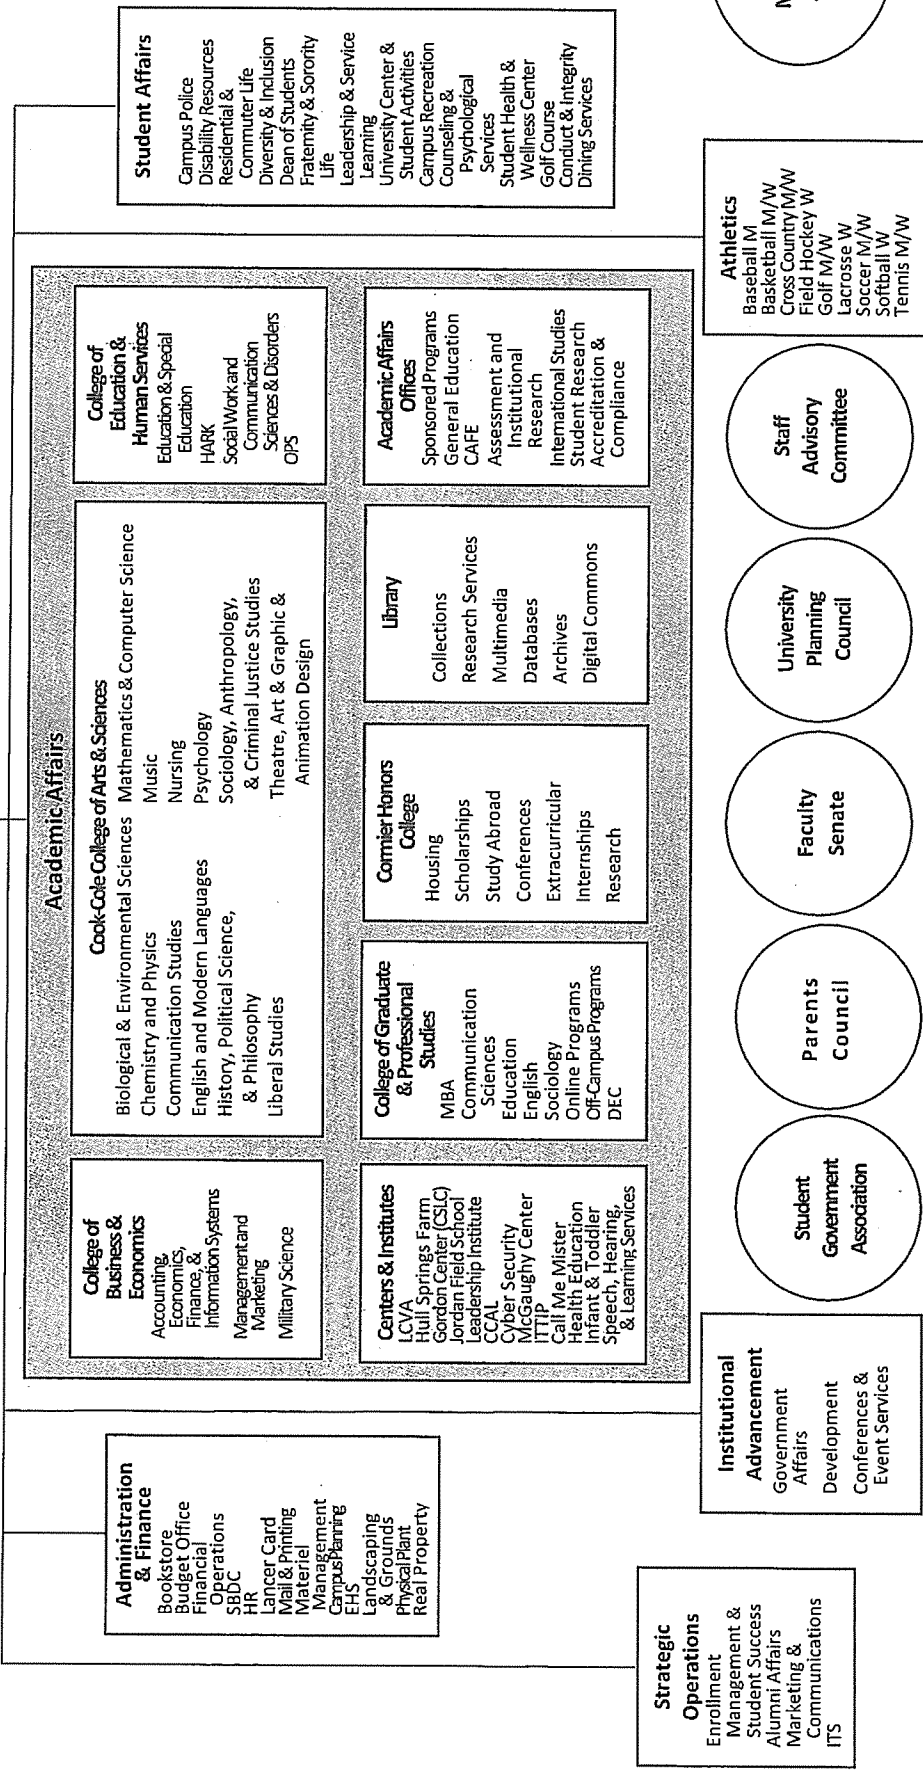 Administration
& Finance
Bookstore
Budget Office
Financial
Operations
SBDC
HR
Lancer Card
Mail & Printing
Materiel
Management
Campus Planning
EHS
Landscaping
& Grounds
Physical Plant
Real Property
Academic Affairs
College of
Business &
Economics
Accounting,
Economics,
Finance, &
Information Systems
Management and
Marketing
Military Science
Cook-Cole College of Arts & Sciences
Biological & Environmental Sciences
Chemistry and Physics
Communication Studies
English and Modern Languages
History, Political Science,
& Philosophy
Liberal Studies
Mathematics & Computer Science
Music
Nursing
Psychology
Sociology, Anthropology,
& Criminal Justice Studies
Theatre, Art & Graphic &
Animation Design
College of
Education &
Human Services
Education & Special
Education
HARK
Social Work and
Communication
Sciences & Disorders
OPS
Centers & Institutes
LCVA
Hull Springs Farm
Gordon Center (CSLC)
Jordan Field School
Leadership Institute
CCAL
Cyber Security
McGaughy Center
ITTIP
Call Me Mister
Health Education
Infant & Toddler
Speech, Hearing,
& Learning Services
College of Graduate
& Professional
Studies
MBA
Communication
Sciences
Education
English
Sociology
Online Programs
Off-Campus Programs
DEC
Cormier Honors
College
Housing
Scholarships
Study Abroad
Conferences
Extracurricular
Internships
Research
Library
Collections
Research Services
Multimedia
Databases
Archives
Digital Commons
Academic Affairs
Offices
Sponsored Programs
General Education
CAFE
Assessment and
Institutional
Research
International Studies
Student Research
Accreditation &
Compliance
Student Affairs
Campus Police
Disability Resources
Residential &
Commuter Life
Diversity & Inclusion
Dean of Students
Fraternity & Sorority
Life
Leadership & Service
Learning
University Center &
Student Activities
Campus Recreation
Counseling &
Psychological
Services
Student Health &
Wellness Center
Golf Course
Conduct & Integrity
Dining Services
Strategic
Operations
Enrollment
Management &
Student Success
Alumni Affairs
Marketing &
Communications
ITS
Institutional
Advancement
Government
Affairs
Development
Conferences &
Event Services
Student
Government
Association
Parents
Council
Faculty
Senate
University
Planning
Council
Staff
Advisory
Committee
Athletics
Baseball M
Basketball M/W
Cross Country M/W
Field Hockey W
Golf M/W
Lacrosse W
Soccer M/W
Softball W
Tennis M/W